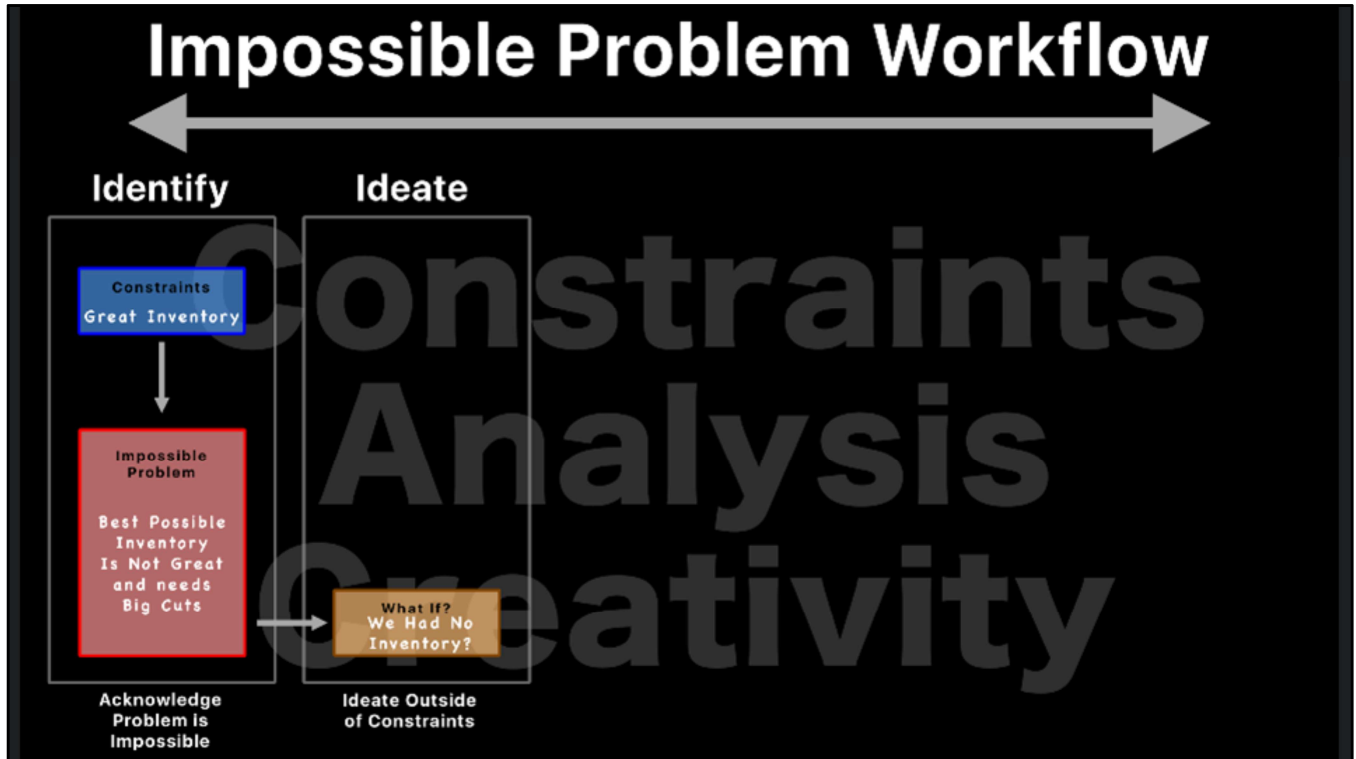 Impossible Problem Workflow
Identify
Ideate
Constraints
Analysis
Creativity
Constraints
Great Inventory
Impossible
Problem
Best Possible
Inventory
Is Not Great
and needs
Big Cuts
What If?
We Had No
Inventory?
Acknowledge
Problem is
Impossible
Ideate Outside
of Constraints